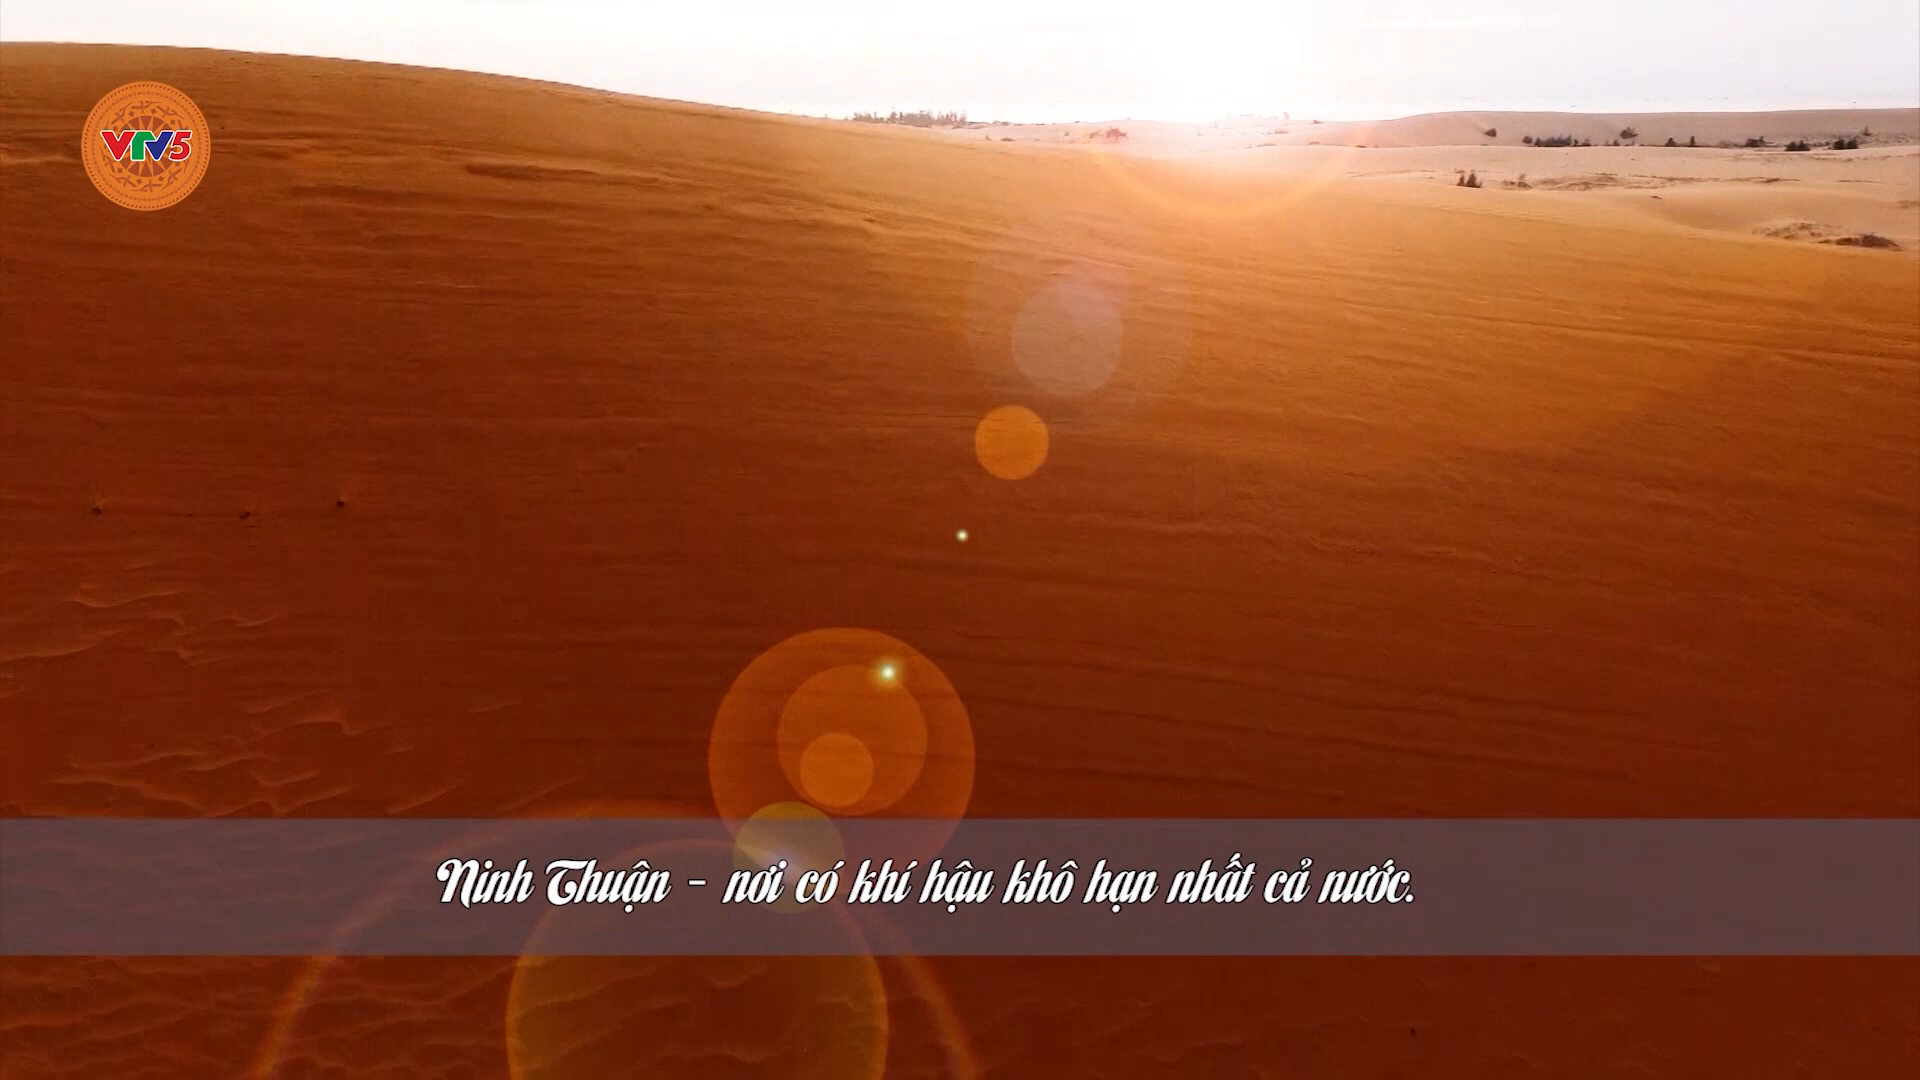 VTV5
Ninh Thuận - nơi có khí hậu khô hạn nhất cả nước.